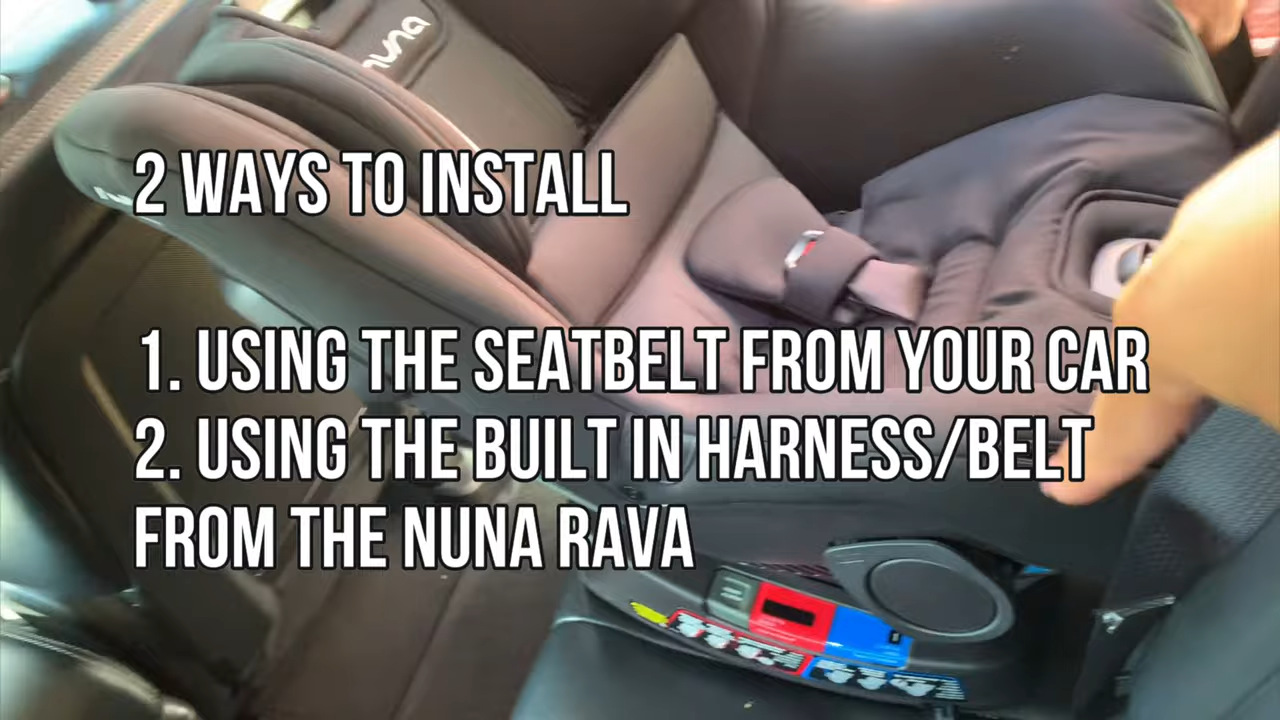 nuna
2 WAYS TO INSTALL
1. USING THE SEATBELT FROM YOUR CAR
2. USING THE BUILT IN HARNESS/BELT
FROM THE NUNA RAVA